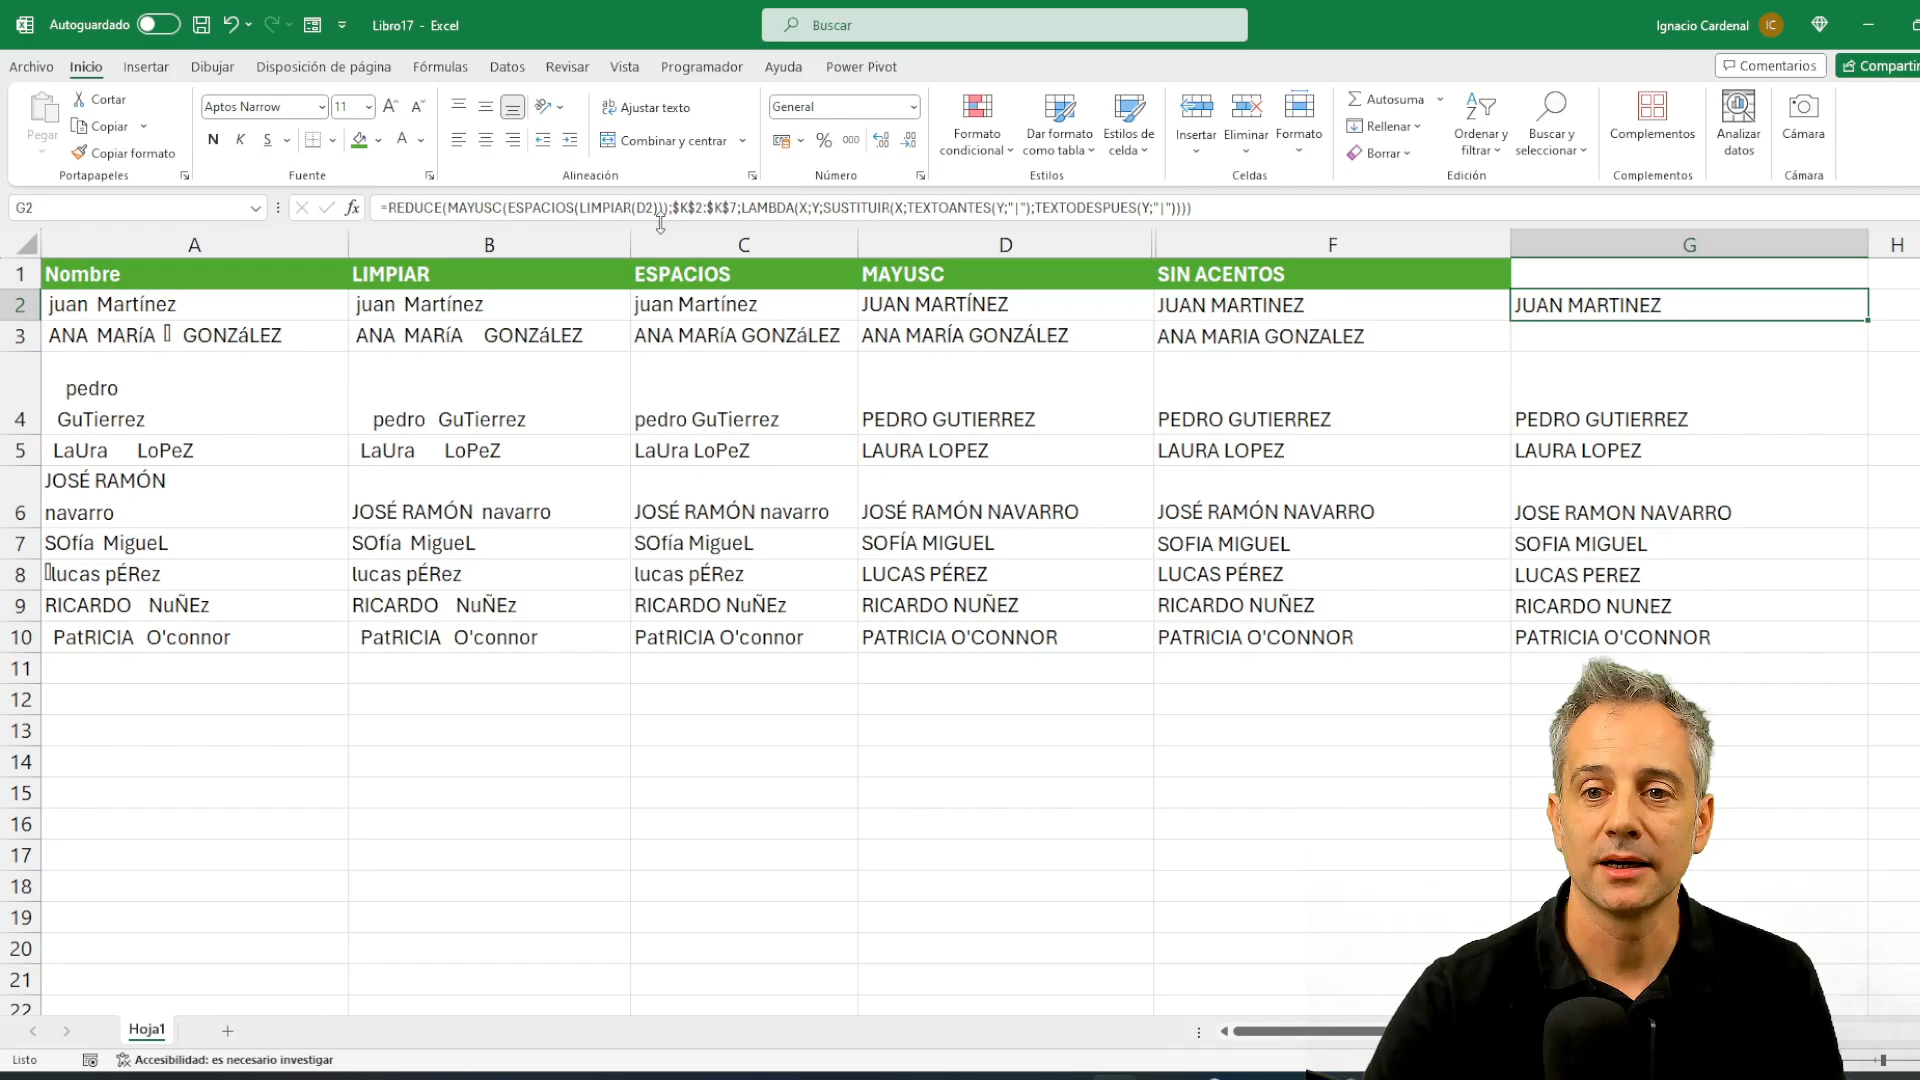 Autoguardado
Libro17 - Excel
Buscar
Ignacio Cardenal IC
Archivo Inicio Insertar Dibujar Disposición de página Fórmulas Datos Revisar Vista Programador Ayuda Power Pivot
Comentarios
Compartir
Pegar
Cortar
Copiar
Copiar formato
Portapapeles
Aptos Narrow 11
N K S
Fuente
Ajustar texto
Combinar y centrar
Alineación
General
% 000
Número
Formato condicional
Dar formato como tabla
Estilos de celda
Estilos
Insertar
Eliminar
Formato
Celdas
Autosuma
Rellenar
Borrar
Ordenar y filtrar
Buscar y seleccionar
Edición
Complementos
Complementos
Analizar datos
Cámara
Cámara
G2
=REDUCE(MAYUSC(ESPACIOS(LIMPIAR(D2)));$K$2:$K$7;LAMBDA(X;Y;SUSTITUIR(X;TEXTOANTES(Y;"|");TEXTODESPUES(Y;"|"))))
A B C D F G H
1 Nombre LIMPIAR ESPACIOS MAYUSC SIN ACENTOS
2 juan Martínez juan Martínez juan Martínez JUAN MARTÍNEZ JUAN MARTINEZ JUAN MARTINEZ
3 ANA MARíA GONZáLEZ ANA MARíA GONZáLEZ ANA MARíA GONZáLEZ ANA MARÍA GONZÁLEZ ANA MARIA GONZALEZ
pedro
4 GuTierrez pedro GuTierrez pedro GuTierrez PEDRO GUTIERREZ PEDRO GUTIERREZ PEDRO GUTIERREZ
5 LaUra LoPeZ LaUra LoPeZ LaUra LoPeZ LAURA LOPEZ LAURA LOPEZ LAURA LOPEZ
JOSÉ RAMÓN
6 navarro JOSÉ RAMÓN navarro JOSÉ RAMÓN navarro JOSÉ RAMÓN NAVARRO JOSÉ RAMÓN NAVARRO JOSE RAMON NAVARRO
7 SOfía MigueL SOfía MigueL SOfía MigueL SOFÍA MIGUEL SOFIA MIGUEL SOFIA MIGUEL
8 lucas pÉRez lucas pÉRez lucas pÉRez LUCAS PÉREZ LUCAS PÉREZ LUCAS PEREZ
9 RICARDO NuÑEz RICARDO NuÑEz RICARDO NuÑEz RICARDO NUÑEZ RICARDO NUÑEZ RICARDO NUNEZ
10 PatRICIA O'connor PatRICIA O'connor PatRICIA O'connor PATRICIA O'CONNOR PATRICIA O'CONNOR PATRICIA O'CONNOR
11
12
13
14
15
16
17
18
19
20
21
22
Hoja1
Listo
Accesibilidad: es necesario investigar